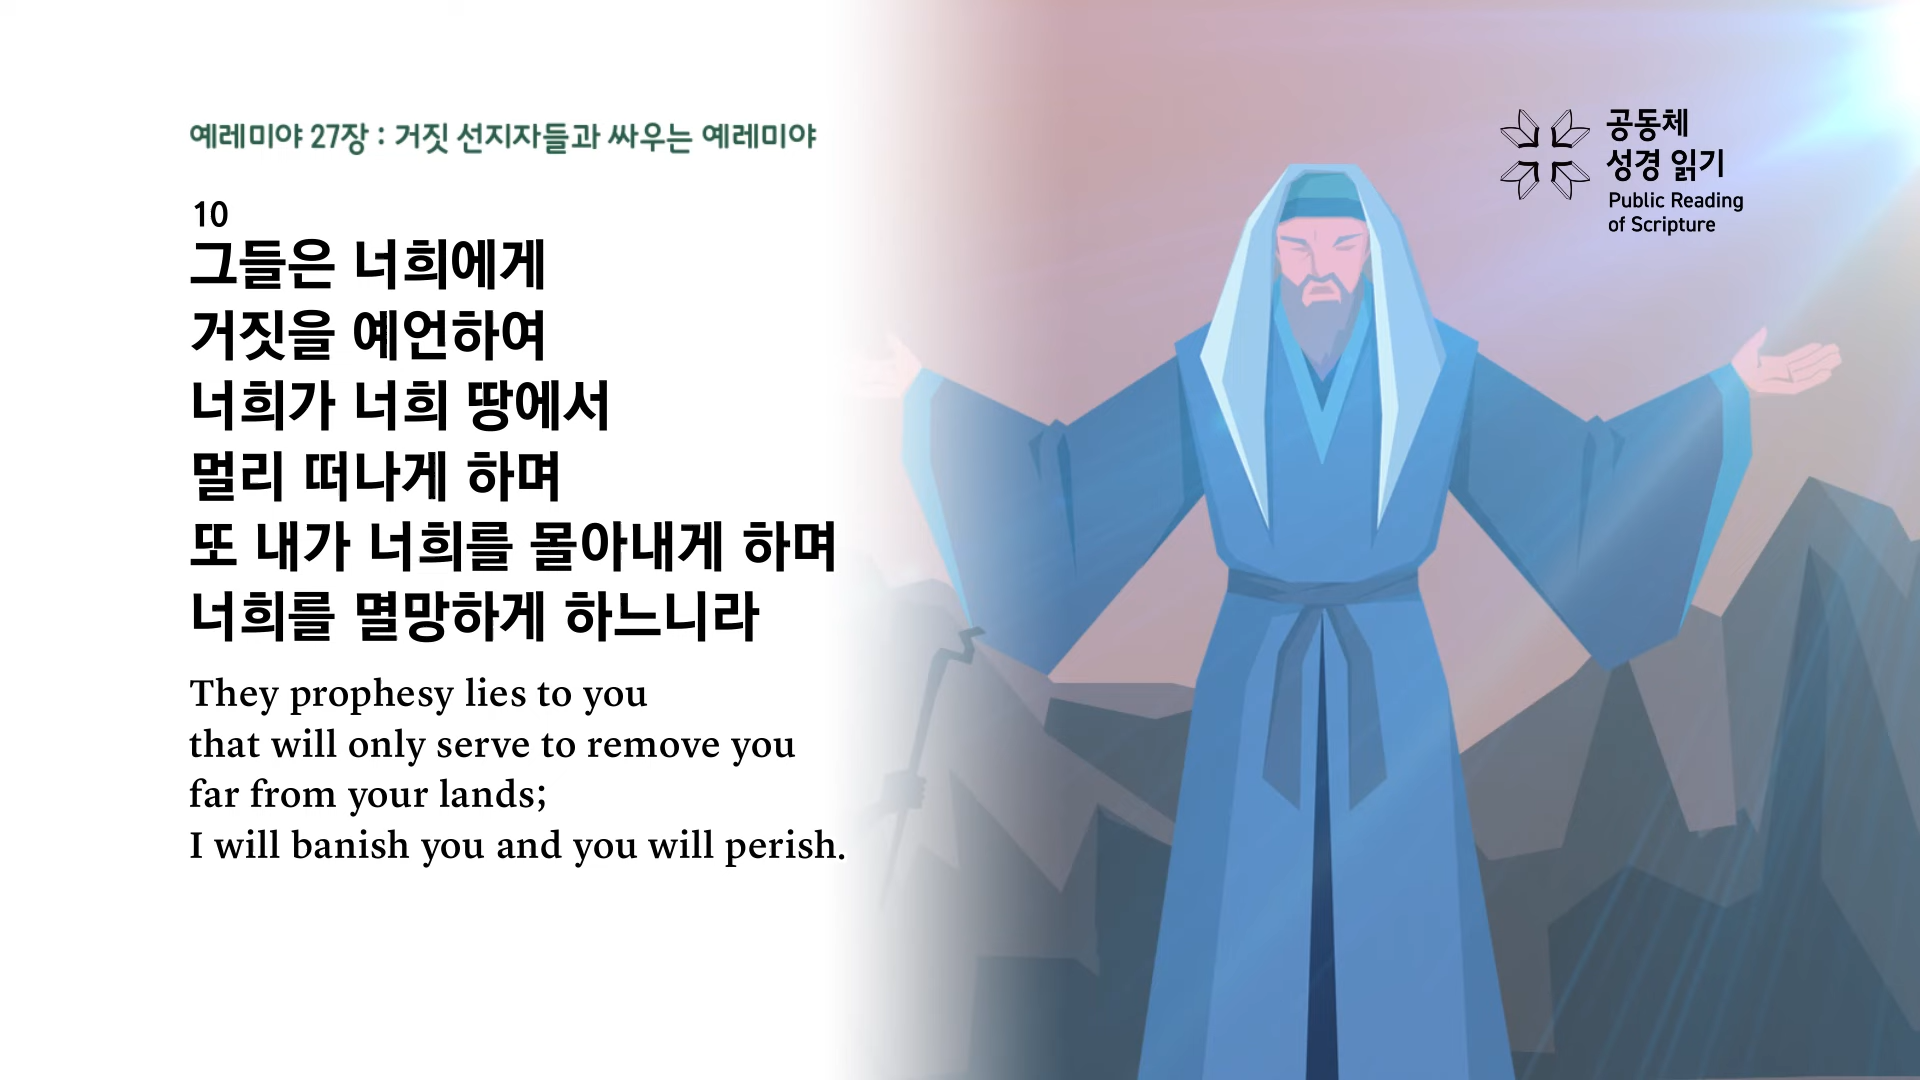 예레미야 27장 : 거짓 선지자들과 싸우는 예레미야
10
그들은 너희에게
거짓을 예언하여
너희가 너희 땅에서
멀리 떠나게 하며
또 내가 너희를 몰아내게 하며
너희를 멸망하게 하느니라
They prophesy lies to you
that will only serve to remove you
far from your lands;
I will banish you and you will perish.
공동체
성경 읽기
Public Reading
of Scripture